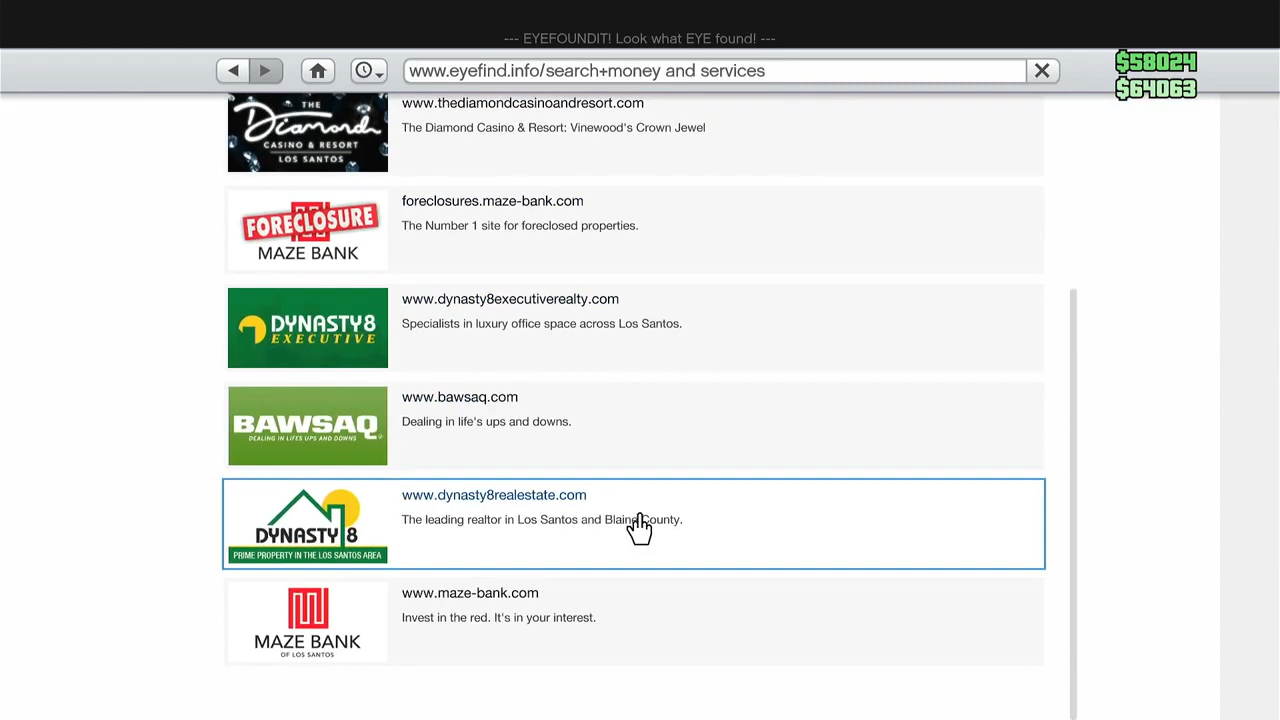 --- EYEFOUNDIT! Look what EYE found! ---
www.eyefind.info/search+money and services
$58024
$64063
THE
Diamond
CASINO & RESORT
LOS SANTOS
www.thediamondcasinoandresort.com
The Diamond Casino & Resort: Vinewood's Crown Jewel
FORECLOSURE
MAZE BANK
foreclosures.maze-bank.com
The Number 1 site for foreclosed properties.
DYNASTY8
EXECUTIVE
www.dynasty8executiverealty.com
Specialists in luxury office space across Los Santos.
BAWSAQ
DEALING IN LIFES UPS AND DOWNS
www.bawsaq.com
Dealing in life's ups and downs.
DYNASTY 8
PRIME PROPERTY IN THE LOS SANTOS AREA
www.dynasty8realestate.com
The leading realtor in Los Santos and Blaine County.
MAZE BANK
OF LOS SANTOS
www.maze-bank.com
Invest in the red. It's in your interest.